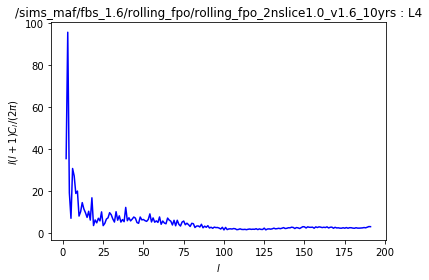 /sims_maf/fbs_1.6/rolling_fpo/rolling_fpo_2nslice1.0_v1.6_10yrs : L4
100
80
60
40
20
0
l(l + 1)Cₗ/(2π)
0 25 50 75 100 125 150 175 200
l